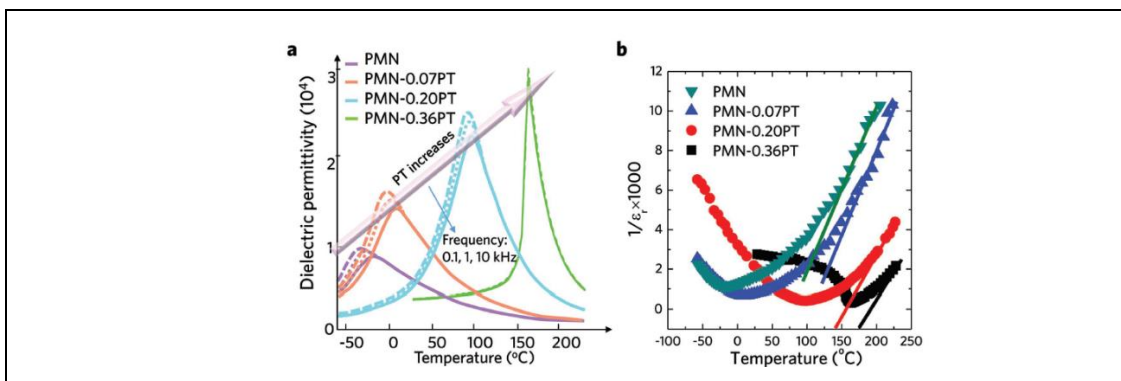 a
PMN
PMN-0.07PT
PMN-0.20PT
PMN-0.36PT
PT increases
Frequency:
0.1, 1, 10 kHz
Dielectric permittivity (10⁴)
3
2
1
0
-50 0 50 100 150 200
Temperature (ºC)
b
PMN
PMN-0.07PT
PMN-0.20PT
PMN-0.36PT
1/εr×1000
12
10
8
6
4
2
0
-100 -50 0 50 100 150 200 250
Temperature (°C)